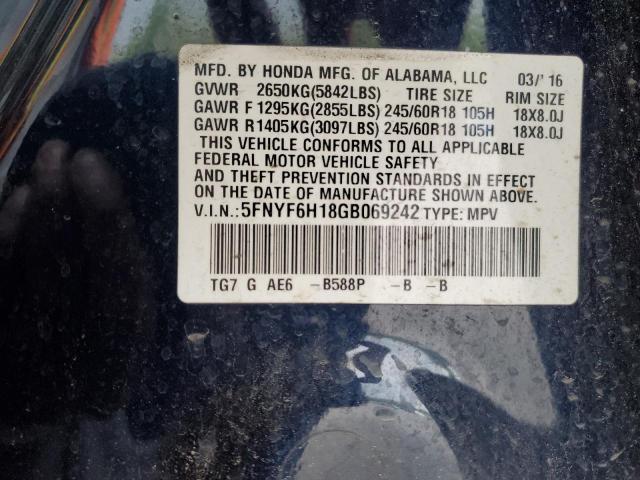 MFD. BY HONDA MFG. OF ALABAMA, LLC 03/'16
GVWR 2650KG(5842LBS) TIRE SIZE RIM SIZE
GAWR F 1295KG(2855LBS) 245/60R18 105H 18X8.0J
GAWR R 1405KG(3097LBS) 245/60R18 105H 18X8.0J
THIS VEHICLE CONFORMS TO ALL APPLICABLE
FEDERAL MOTOR VEHICLE SAFETY
AND THEFT PREVENTION STANDARDS IN EFFECT
ON THE DATE OF MANUFACTURE SHOWN ABOVE.
V.I.N.:5FNYF6H18GB069242 TYPE: MPV
TG7 G AE6 –B588P –B –B